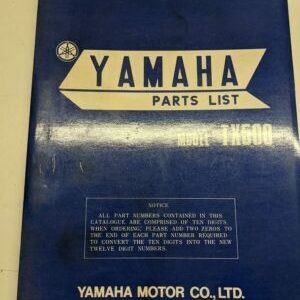 YAMAHA
PARTS LIST
MODEL TX500
NOTICE
ALL PART NUMBERS CONTAINED IN THIS
CATALOGUE ARE COMPRISED OF TEN DIGITS.
WHEN ORDERING PLEASE ADD TWO ZEROS TO
THE END OF EACH PART NUMBER REQUIRED
TO CONVERT THE TEN DIGITS INTO THE NEW
TWELVE DIGIT NUMBERS.
YAMAHA MOTOR CO., LTD.